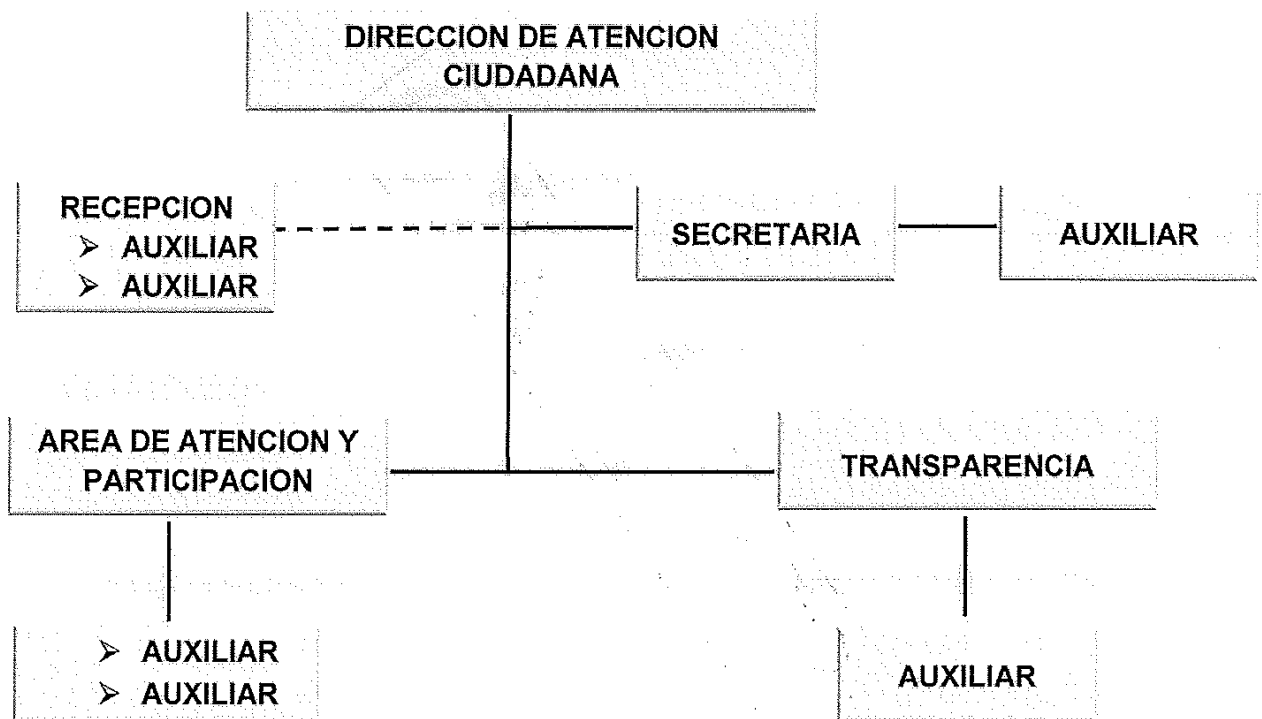 DIRECCION DE ATENCION
CIUDADANA
RECEPCION
➢ AUXILIAR
➢ AUXILIAR
SECRETARIA
AUXILIAR
AREA DE ATENCION Y
PARTICIPACION
TRANSPARENCIA
➢ AUXILIAR
➢ AUXILIAR
AUXILIAR